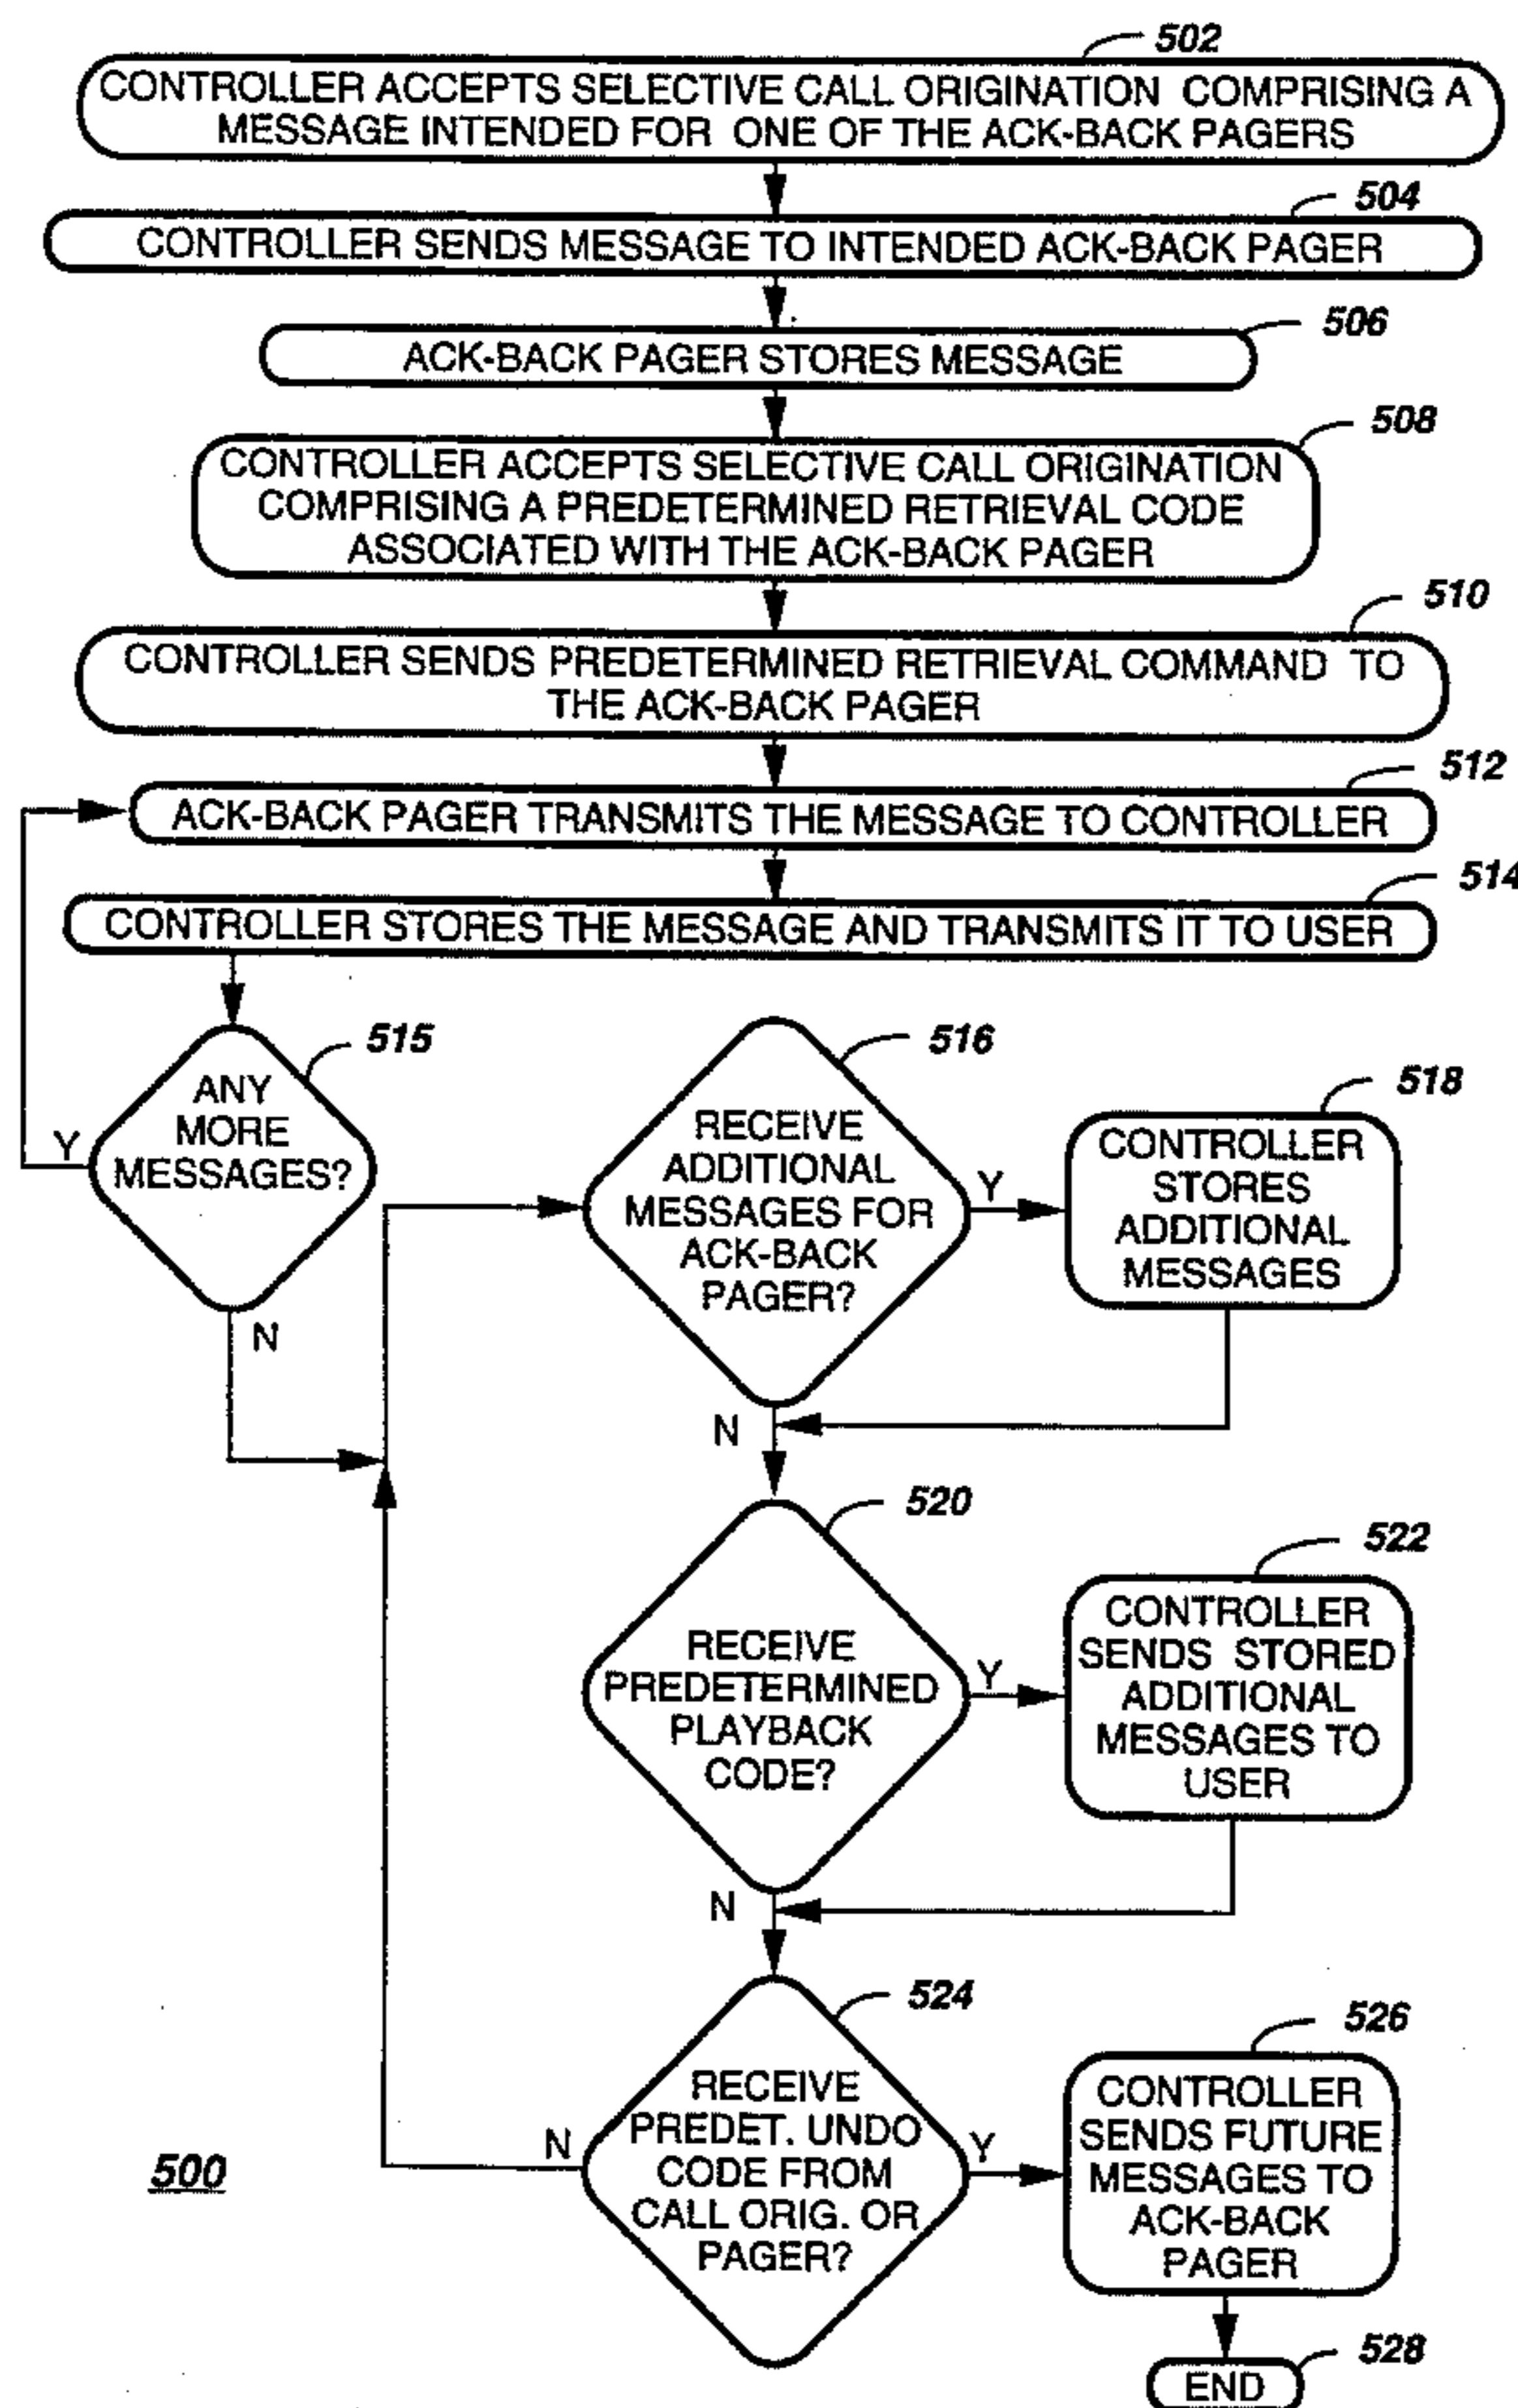 502
CONTROLLER ACCEPTS SELECTIVE CALL ORIGINATION COMPRISING A
MESSAGE INTENDED FOR ONE OF THE ACK-BACK PAGERS
504
CONTROLLER SENDS MESSAGE TO INTENDED ACK-BACK PAGER
506
ACK-BACK PAGER STORES MESSAGE
508
CONTROLLER ACCEPTS SELECTIVE CALL ORIGINATION
COMPRISING A PREDETERMINED RETRIEVAL CODE
ASSOCIATED WITH THE ACK-BACK PAGER
510
CONTROLLER SENDS PREDETERMINED RETRIEVAL COMMAND TO
THE ACK-BACK PAGER
512
ACK-BACK PAGER TRANSMITS THE MESSAGE TO CONTROLLER
514
CONTROLLER STORES THE MESSAGE AND TRANSMITS IT TO USER
515
ANY
MORE
MESSAGES?
Y
N
516
RECEIVE
ADDITIONAL
MESSAGES FOR
ACK-BACK
PAGER?
Y
N
518
CONTROLLER
STORES
ADDITIONAL
MESSAGES
520
RECEIVE
PREDETERMINED
PLAYBACK
CODE?
Y
N
522
CONTROLLER
SENDS STORED
ADDITIONAL
MESSAGES TO
USER
524
RECEIVE
PREDET. UNDO
CODE FROM
CALL ORIG. OR
PAGER?
N
Y
526
CONTROLLER
SENDS FUTURE
MESSAGES TO
ACK-BACK
PAGER
500
528
END